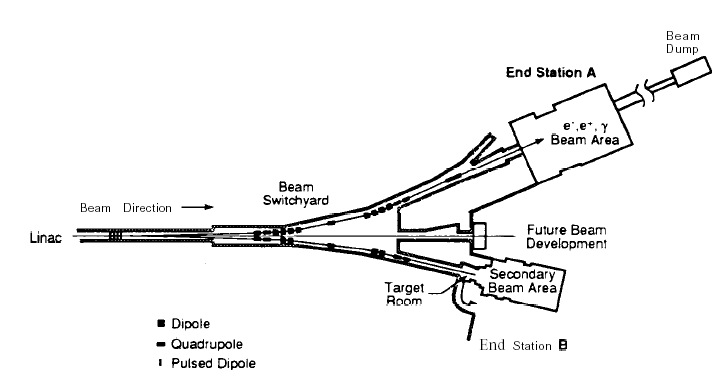 Beam
Dump
End Station A
e⁻,e⁺, γ
Beam Area
Beam
Switchyard
Beam Direction
Linac
Future Beam
Development
Secondary
Beam Area
Target
Room
End Station B
Dipole
Quadrupole
Pulsed Dipole